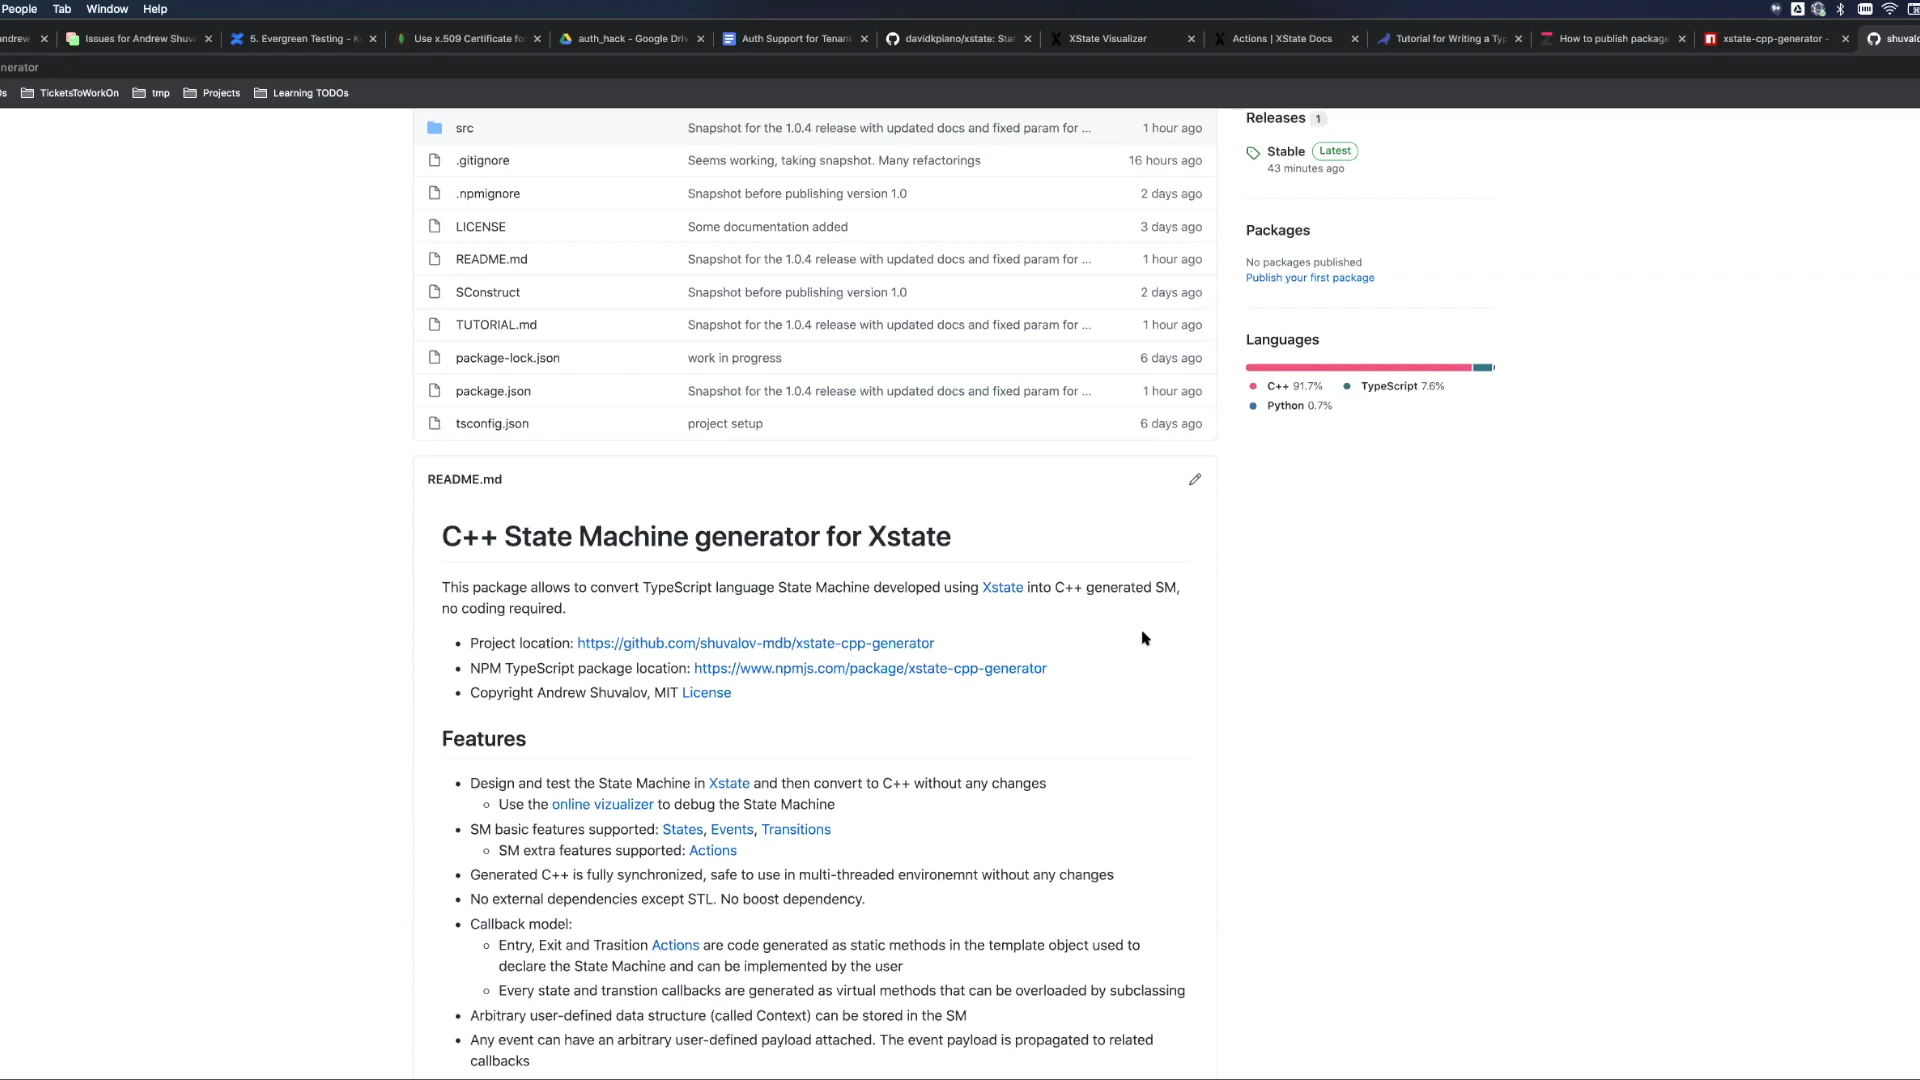 People Tab Window Help
andrew Issues for Andrew Shuva 5. Evergreen Testing - K Use x.509 Certificate fo auth_hack - Google Driv Auth Support for Tenant davidkpiano/xstate: Sta XState Visualizer Actions | XState Docs Tutorial for Writing a Typ How to publish package xstate-cpp-generator - shuvalo
nerator
Os TicketsToWorkOn tmp Projects Learning TODOs
src Snapshot for the 1.0.4 release with updated docs and fixed param for ... 1 hour ago
.gitignore Seems working, taking snapshot. Many refactorings 16 hours ago
.npmignore Snapshot before publishing version 1.0 2 days ago
LICENSE Some documentation added 3 days ago
README.md Snapshot for the 1.0.4 release with updated docs and fixed param for ... 1 hour ago
SConstruct Snapshot before publishing version 1.0 2 days ago
TUTORIAL.md Snapshot for the 1.0.4 release with updated docs and fixed param for ... 1 hour ago
package-lock.json work in progress 6 days ago
package.json Snapshot for the 1.0.4 release with updated docs and fixed param for ... 1 hour ago
tsconfig.json project setup 6 days ago
Releases 1
Stable Latest
43 minutes ago
Packages
No packages published
Publish your first package
Languages
C++ 91.7% TypeScript 7.6%
Python 0.7%
README.md
C++ State Machine generator for Xstate
This package allows to convert TypeScript language State Machine developed using Xstate into C++ generated SM,
no coding required.
• Project location: https://github.com/shuvalov-mdb/xstate-cpp-generator
• NPM TypeScript package location: https://www.npmjs.com/package/xstate-cpp-generator
• Copyright Andrew Shuvalov, MIT License
Features
• Design and test the State Machine in Xstate and then convert to C++ without any changes
◦ Use the online vizualizer to debug the State Machine
• SM basic features supported: States, Events, Transitions
◦ SM extra features supported: Actions
• Generated C++ is fully synchronized, safe to use in multi-threaded environemnt without any changes
• No external dependencies except STL. No boost dependency.
• Callback model:
◦ Entry, Exit and Trasition Actions are code generated as static methods in the template object used to
declare the State Machine and can be implemented by the user
◦ Every state and transtion callbacks are generated as virtual methods that can be overloaded by subclassing
• Arbitrary user-defined data structure (called Context) can be stored in the SM
• Any event can have an arbitrary user-defined payload attached. The event payload is propagated to related
callbacks